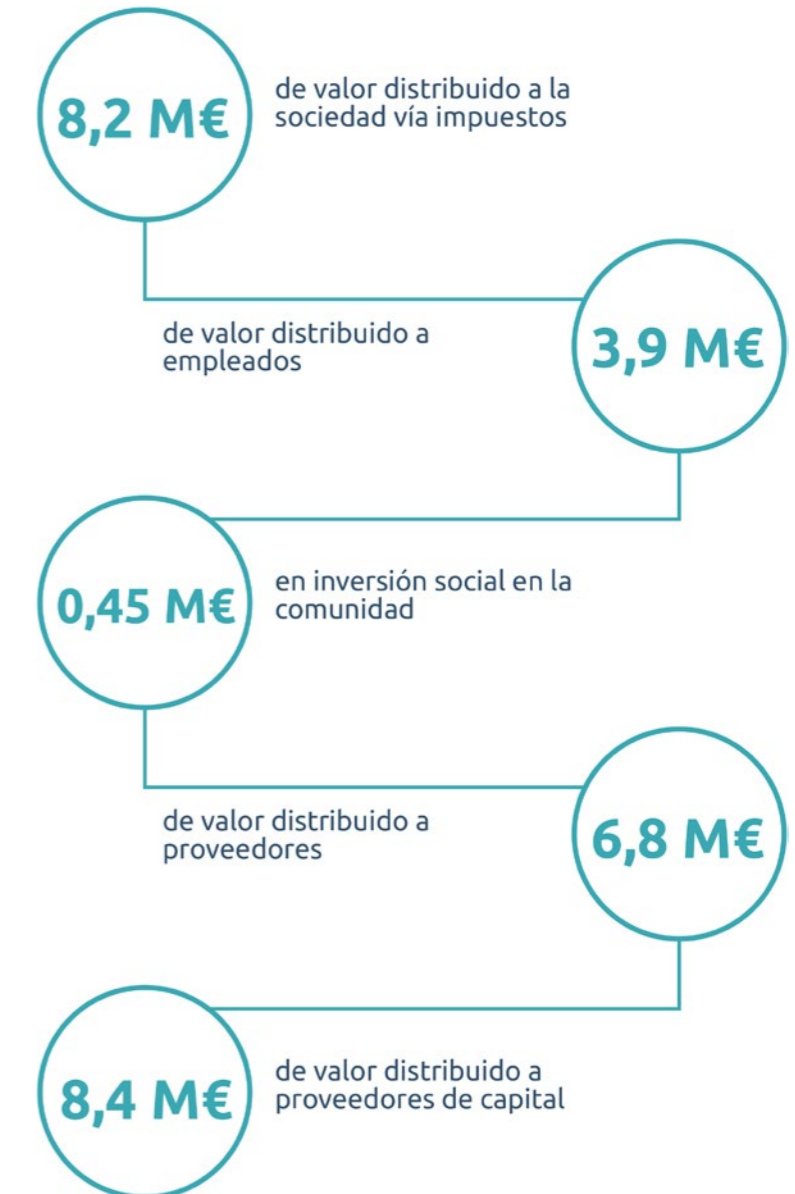 8,2 M€
de valor distribuido a la
sociedad vía impuestos
de valor distribuido a
empleados
3,9 M€
0,45 M€
en inversión social en la
comunidad
de valor distribuido a
proveedores
6,8 M€
8,4 M€
de valor distribuido a
proveedores de capital